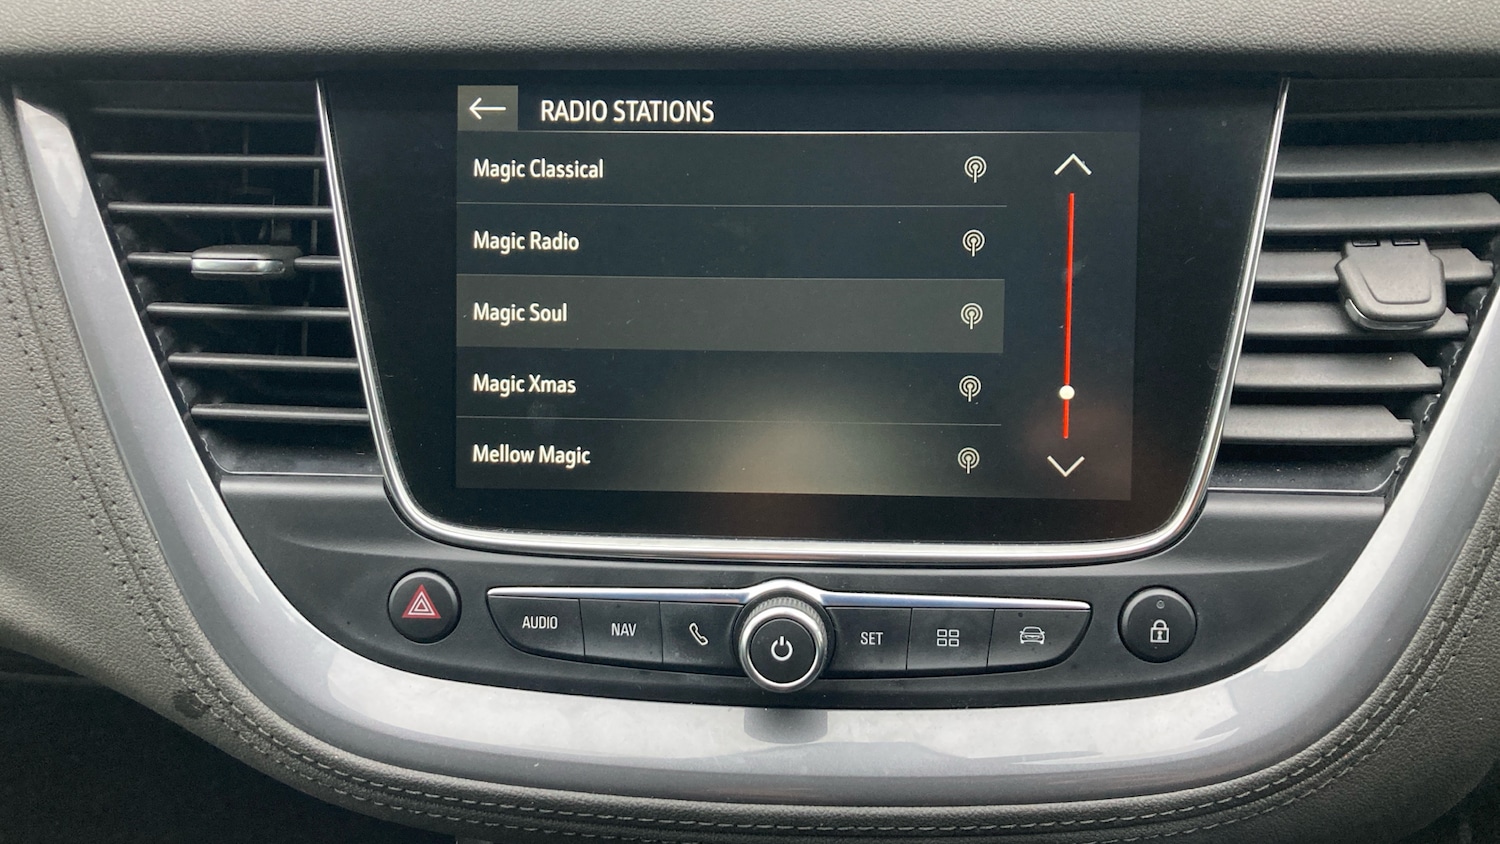 RADIO STATIONS
Magic Classical
Magic Radio
Magic Soul
Magic Xmas
Mellow Magic
AUDIO
NAV
SET